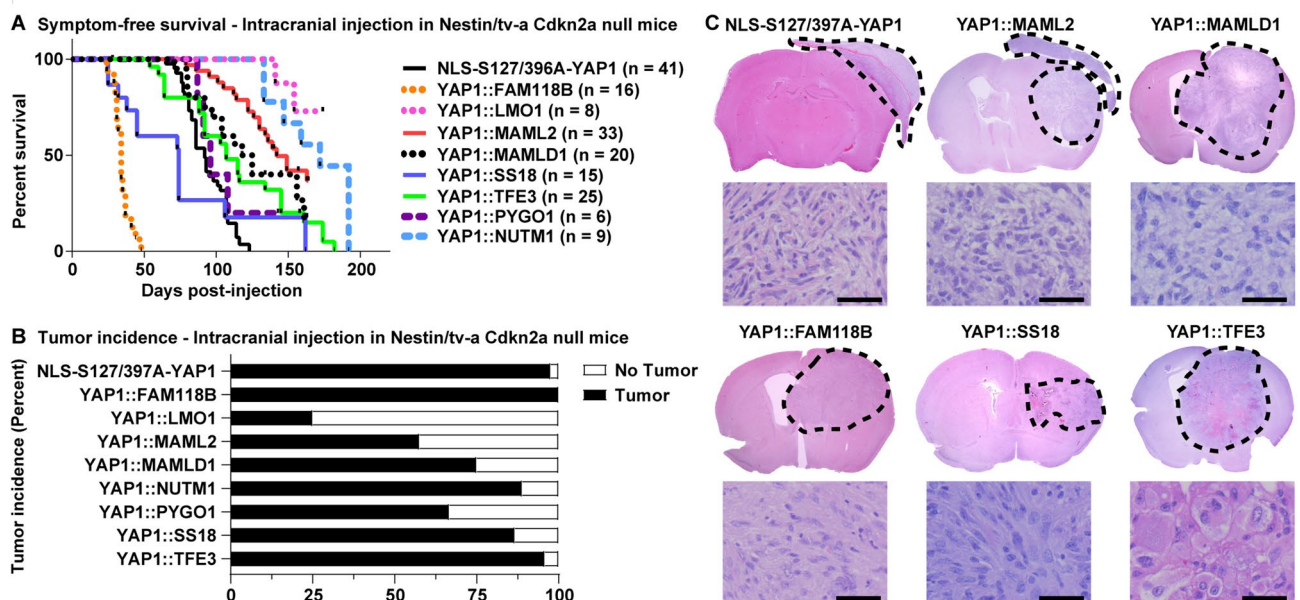 A Symptom-free survival - Intracranial injection in Nestin/tv-a Cdkn2a null mice
Percent survival
100
50
0
0 50 100 150 200
Days post-injection
NLS-S127/396A-YAP1 (n = 41)
YAP1::FAM118B (n = 16)
YAP1::LMO1 (n = 8)
YAP1::MAML2 (n = 33)
YAP1::MAMLD1 (n = 20)
YAP1::SS18 (n = 15)
YAP1::TFE3 (n = 25)
YAP1::PYGO1 (n = 6)
YAP1::NUTM1 (n = 9)
B Tumor incidence - Intracranial injection in Nestin/tv-a Cdkn2a null mice
Tumor incidence (Percent)
NLS-S127/397A-YAP1
YAP1::FAM118B
YAP1::LMO1
YAP1::MAML2
YAP1::MAMLD1
YAP1::NUTM1
YAP1::PYGO1
YAP1::SS18
YAP1::TFE3
0 25 50 75 100
No Tumor
Tumor
C NLS-S127/397A-YAP1 YAP1::MAML2 YAP1::MAMLD1
YAP1::FAM118B YAP1::SS18 YAP1::TFE3